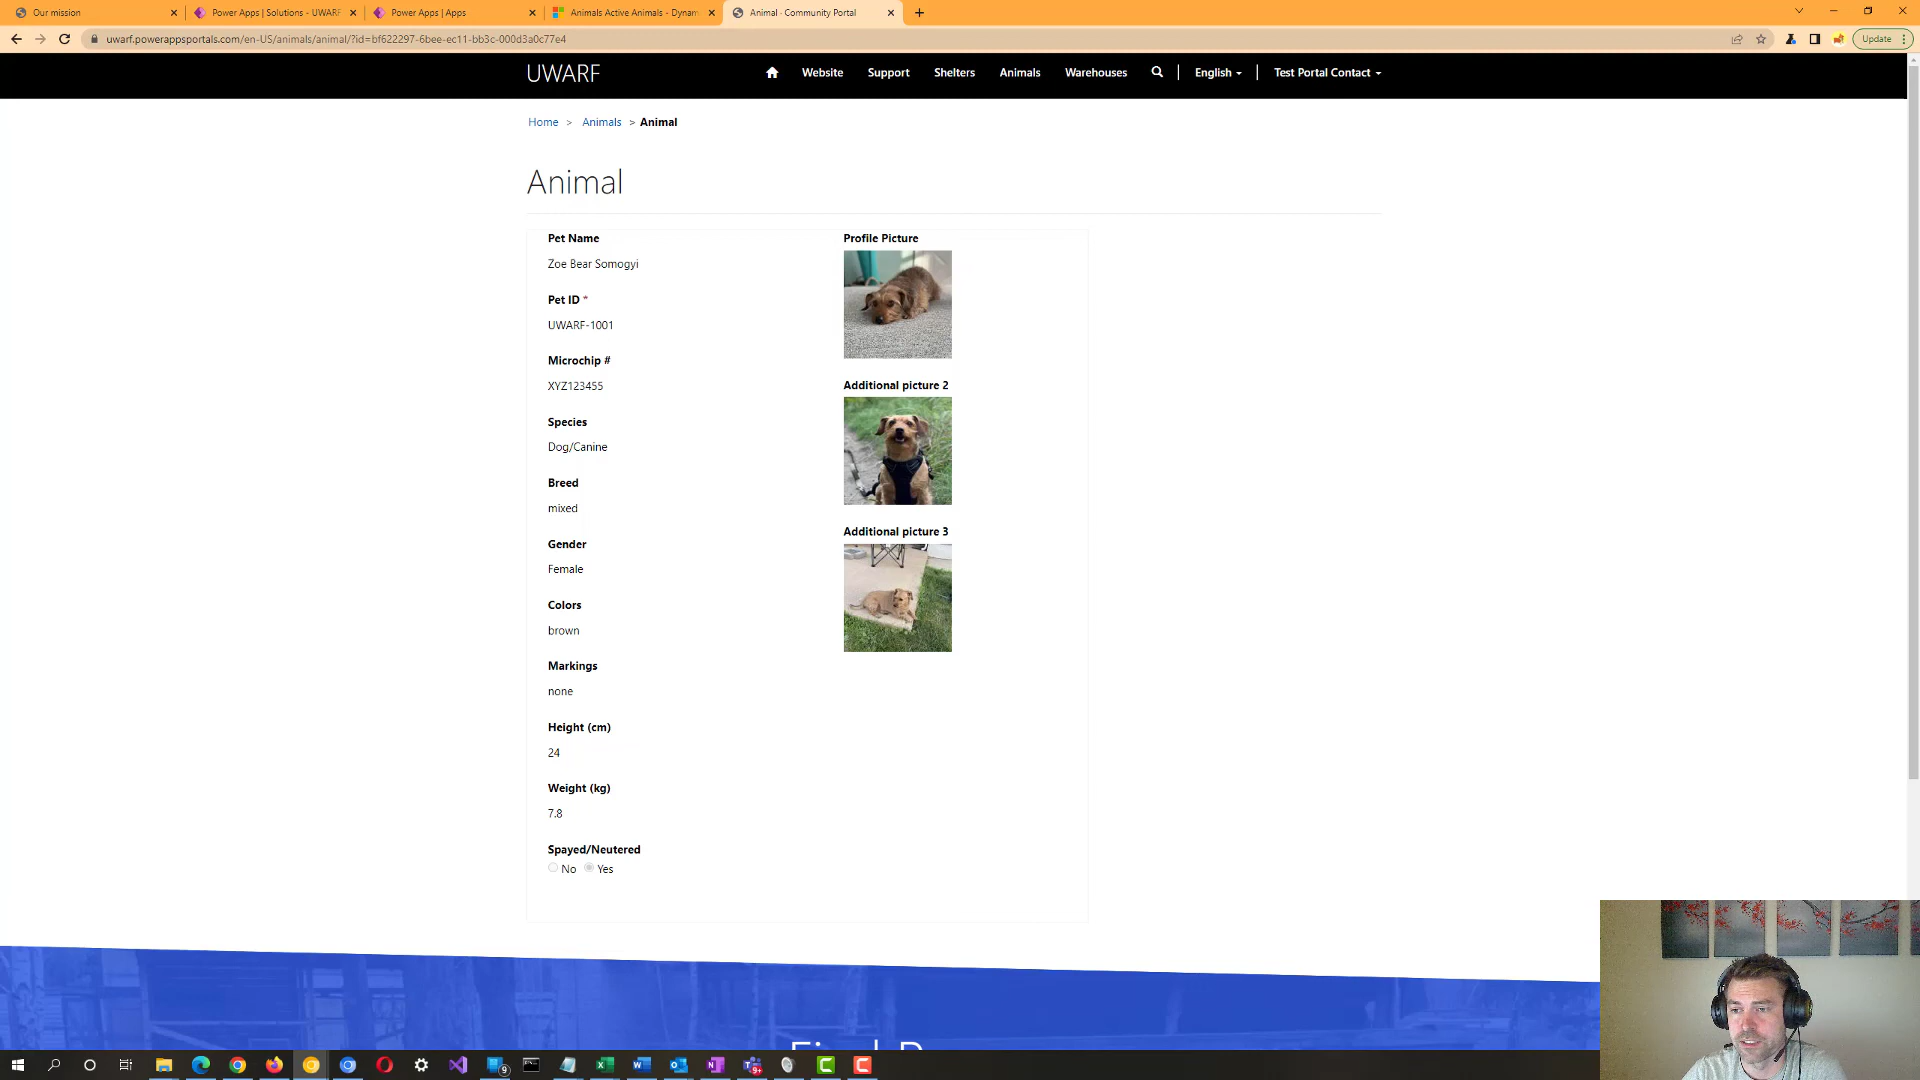 Our mission
Power Apps | Solutions - UWARF
Power Apps | Apps
Animals Active Animals - Dynam
Animal · Community Portal
uwarf.powerappsportals.com/en-US/animals/animal/?id=bf622297-6bee-ec11-bb3c-000d3a0c77e4
Update
UWARF
Website
Support
Shelters
Animals
Warehouses
English
Test Portal Contact
Home > Animals > Animal
Animal
Pet Name
Zoe Bear Somogyi
Pet ID *
UWARF-1001
Microchip #
XYZ123455
Species
Dog/Canine
Breed
mixed
Gender
Female
Colors
brown
Markings
none
Height (cm)
24
Weight (kg)
7.8
Spayed/Neutered
No Yes
Profile Picture
Additional picture 2
Additional picture 3
9
9+